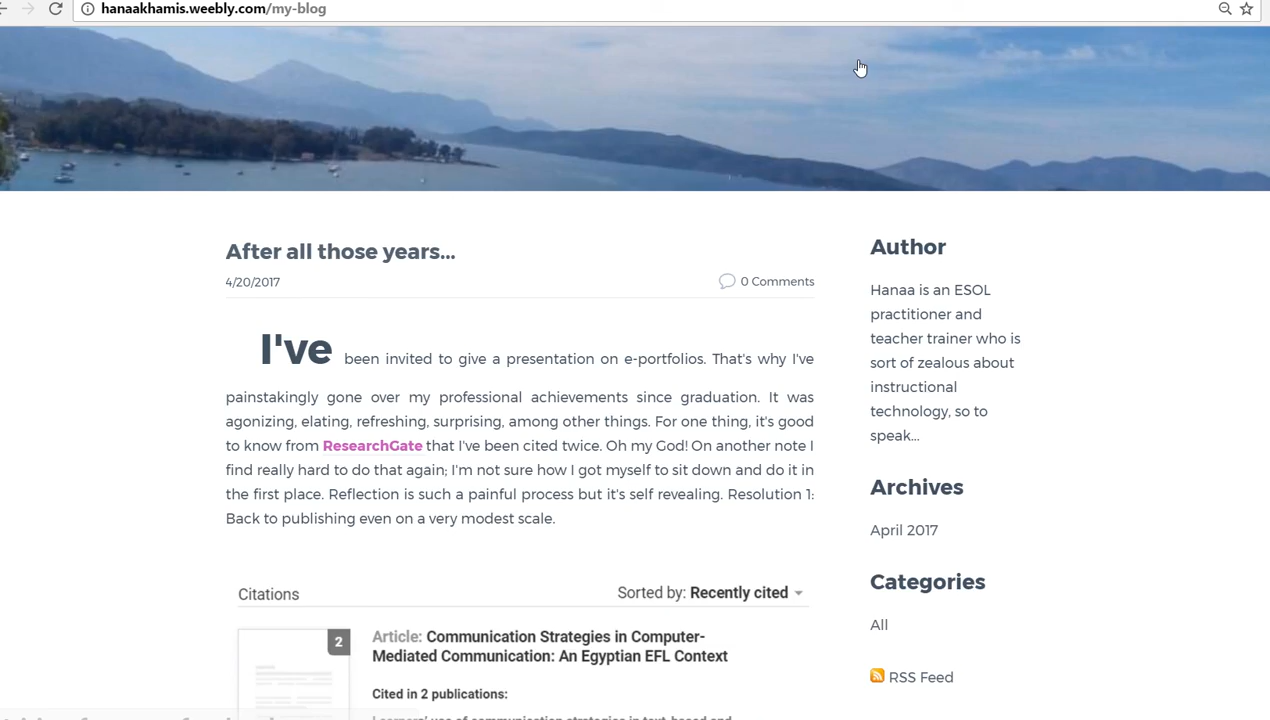 hanaakhamis.weebly.com/my-blog
After all those years...
4/20/2017
0 Comments
I've been invited to give a presentation on e-portfolios. That's why I've
painstakingly gone over my professional achievements since graduation. It was
agonizing, elating, refreshing, surprising, among other things. For one thing, it's good
to know from ResearchGate that I've been cited twice. Oh my God! On another note I
find really hard to do that again; I'm not sure how I got myself to sit down and do it in
the first place. Reflection is such a painful process but it's self revealing. Resolution 1:
Back to publishing even on a very modest scale.
Citations
Sorted by: Recently cited
2
Article: Communication Strategies in Computer-
Mediated Communication: An Egyptian EFL Context
Cited in 2 publications:
Author
Hanaa is an ESOL
practitioner and
teacher trainer who is
sort of zealous about
instructional
technology, so to
speak...
Archives
April 2017
Categories
All
RSS Feed